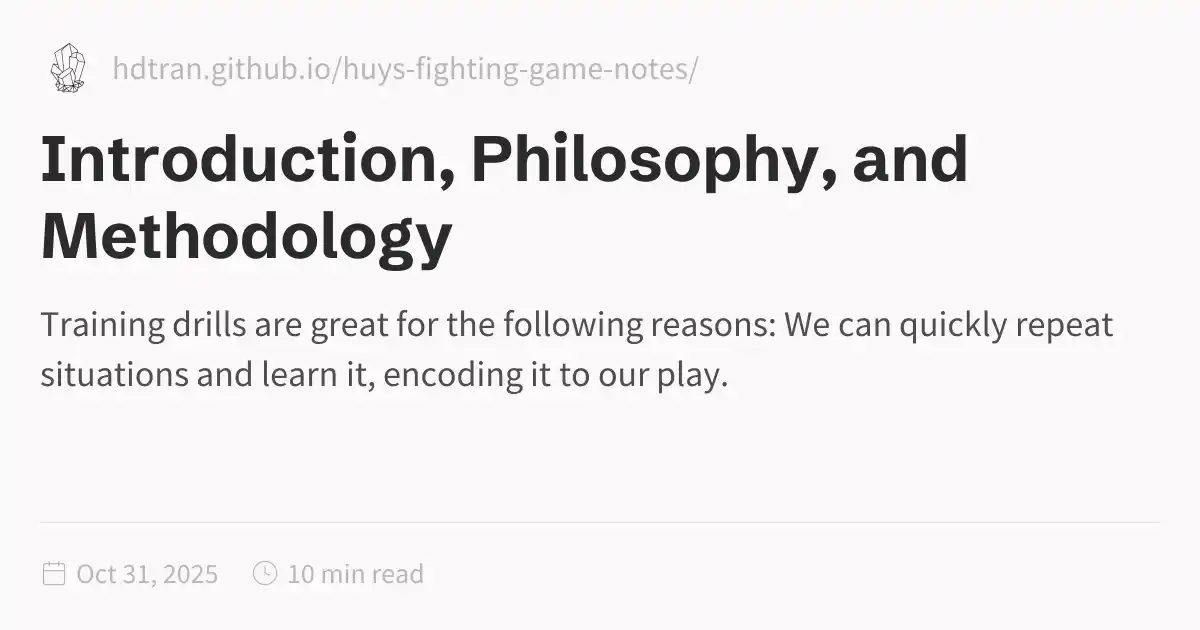 hdtran.github.io/huys-fighting-game-notes/
Introduction, Philosophy, and
Methodology
Training drills are great for the following reasons: We can quickly repeat
situations and learn it, encoding it to our play.
Oct 31, 2025 10 min read